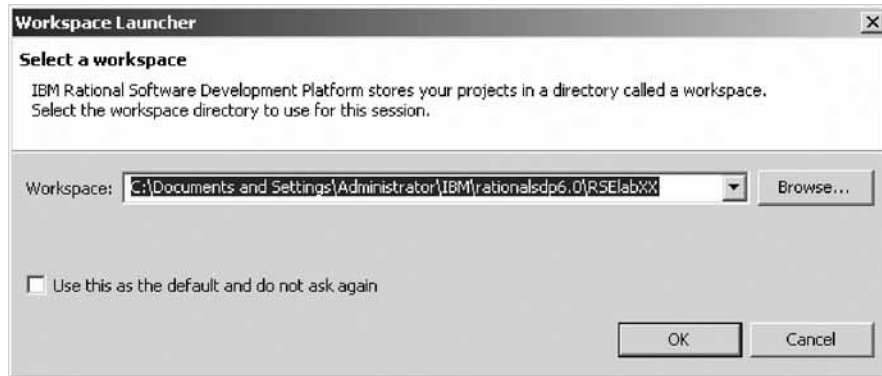 Workspace Launcher
Select a workspace
IBM Rational Software Development Platform stores your projects in a directory called a workspace.
Select the workspace directory to use for this session.
Workspace: C:\Documents and Settings\Administrator\IBM\rationalsdp6.0\RSElabXX Browse...
Use this as the default and do not ask again
OK Cancel